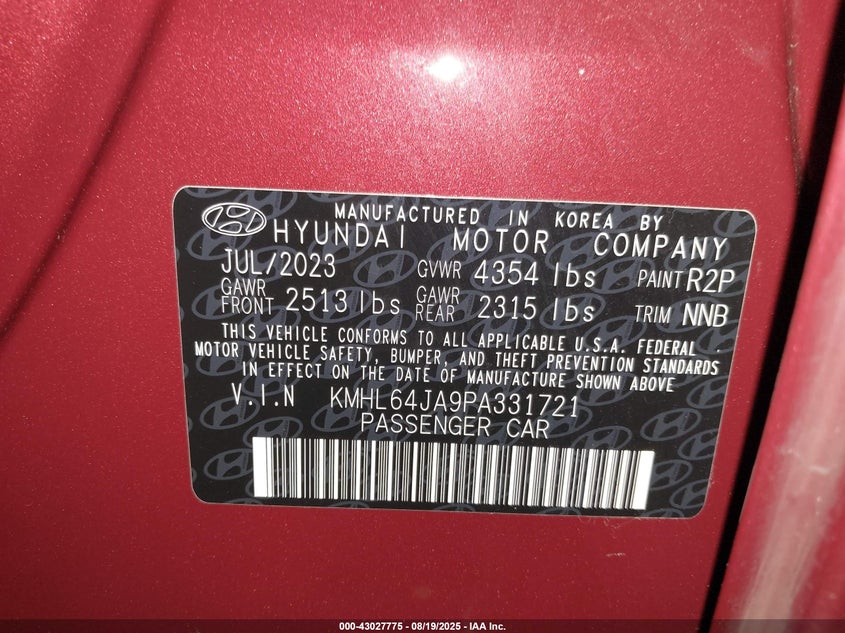 MANUFACTURED IN KOREA BY
HYUNDAI MOTOR COMPANY
JUL/2023 GVWR 4354 lbs PAINT R2P
GAWR FRONT 2513 lbs GAWR REAR 2315 lbs TRIM NNB
THIS VEHICLE CONFORMS TO ALL APPLICABLE U.S.A. FEDERAL
MOTOR VEHICLE SAFETY, BUMPER, AND THEFT PREVENTION STANDARDS
IN EFFECT ON THE DATE OF MANUFACTURE SHOWN ABOVE
V.I.N KMHL64JA9PA331721
PASSENGER CAR
000-43027775 - 08/19/2025 - IAA Inc.